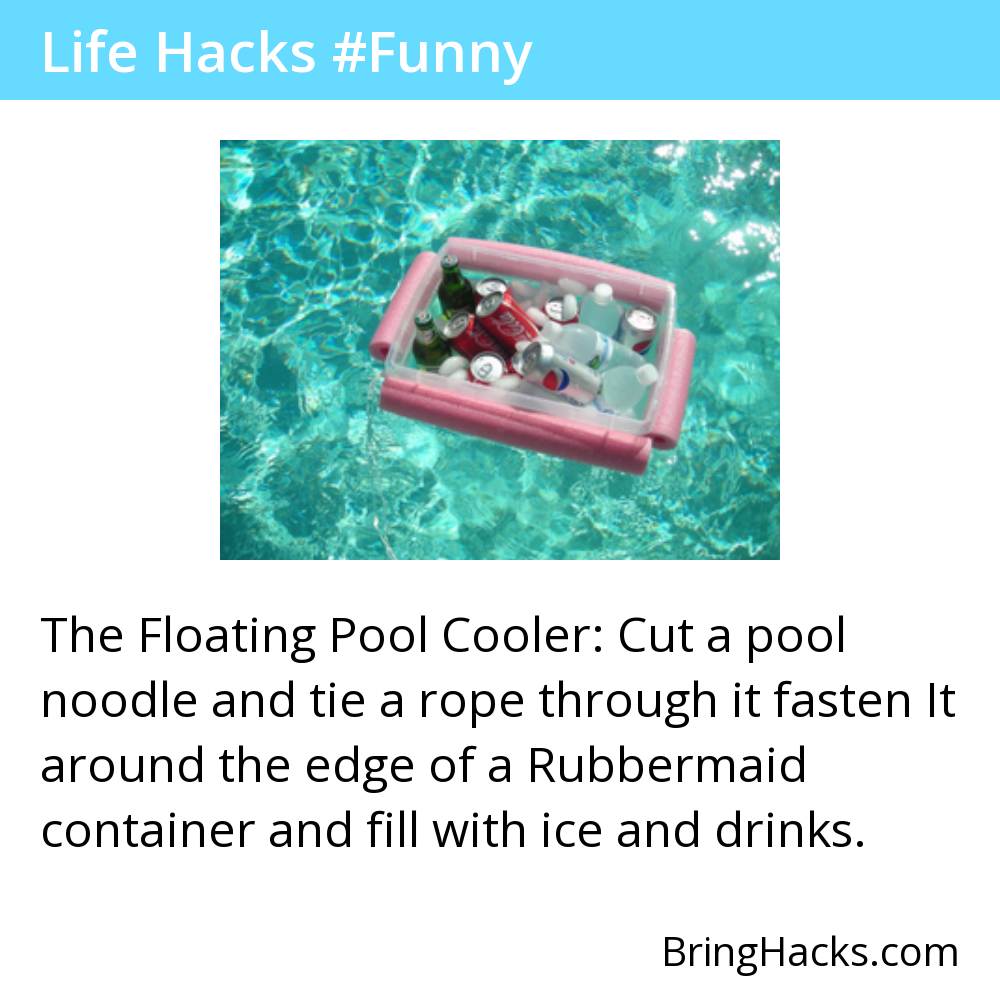 Life Hacks #Funny
The Floating Pool Cooler: Cut a pool
noodle and tie a rope through it fasten It
around the edge of a Rubbermaid
container and fill with ice and drinks.
BringHacks.com